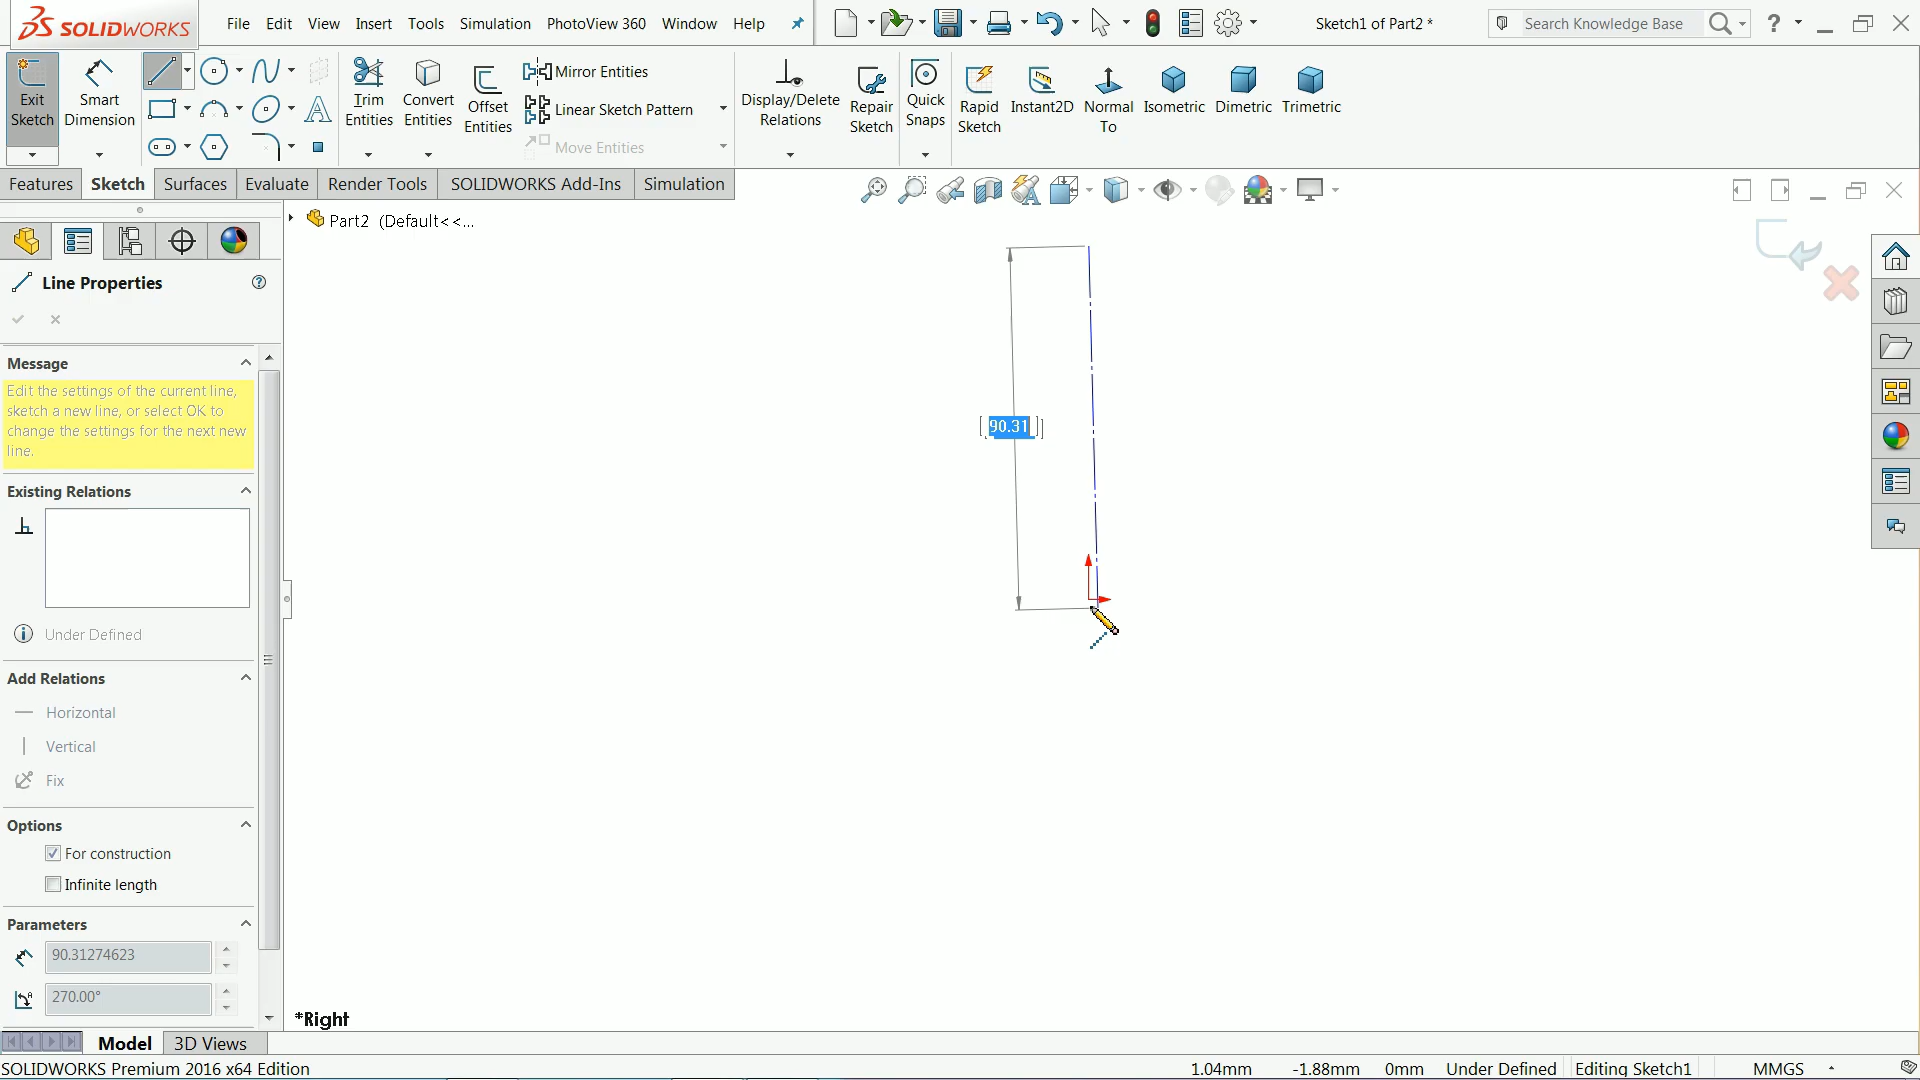 SOLIDWORKS
File Edit View Insert Tools Simulation PhotoView 360 Window Help
Sketch1 of Part2 *
Search Knowledge Base
Exit Sketch
Smart Dimension
Trim Entities
Convert Entities
Offset Entities
Mirror Entities
Linear Sketch Pattern
Move Entities
Display/Delete Relations
Repair Sketch
Quick Snaps
Rapid Sketch
Instant2D
Normal To
Isometric
Dimetric
Trimetric
Features Sketch Surfaces Evaluate Render Tools SOLIDWORKS Add-Ins Simulation
Part2 (Default<<...
Line Properties
Message
Edit the settings of the current line,
sketch a new line, or select OK to
change the settings for the next new
line.
Existing Relations
Under Defined
Add Relations
Horizontal
Vertical
Fix
Options
For construction
Infinite length
Parameters
90.31274623
270.00°
90.31
*Right
Model 3D Views
SOLIDWORKS Premium 2016 x64 Edition
1.04mm -1.88mm 0mm Under Defined Editing Sketch1 MMGS